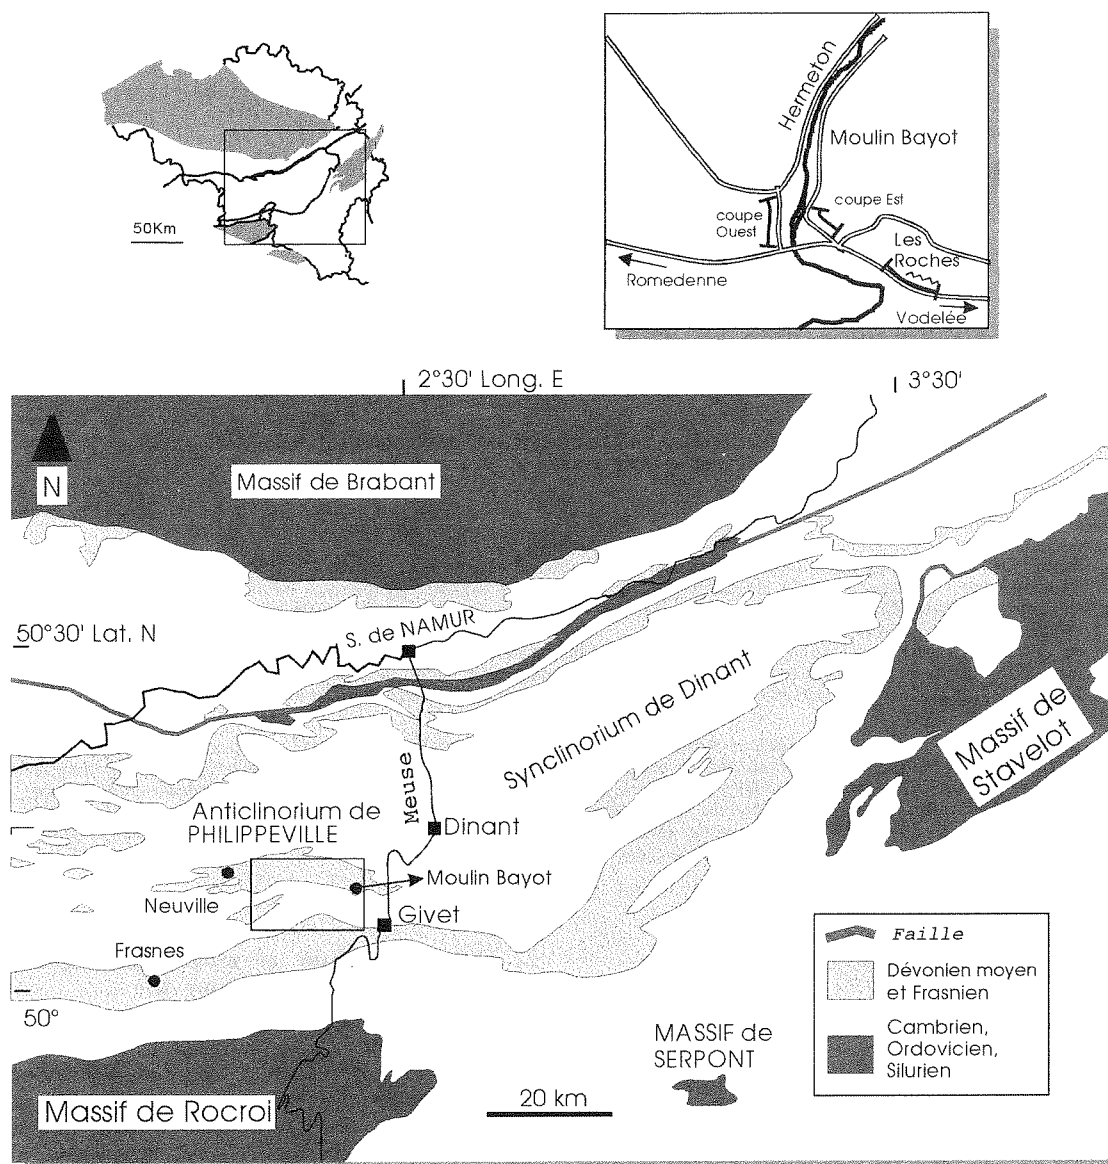 50Km
Hermeton
Moulin Bayot
coupe Est
coupe
Ouest
Les
Roches
Romedenne
Vodelée
2°30' Long. E
3°30'
N
Massif de Brabant
50°30' Lat. N
S. de NAMUR
Synclinorium de Dinant
Massif de
Stavelot
Meuse
Anticlinorium de
PHILIPPEVILLE
Dinant
Moulin Bayot
Neuville
Givet
Frasnes
50°
Faille
Dévonien moyen
et Frasnien
Cambrien,
Ordovicien,
Silurien
MASSIF de
SERPONT
20 km
Massif de Rocroi